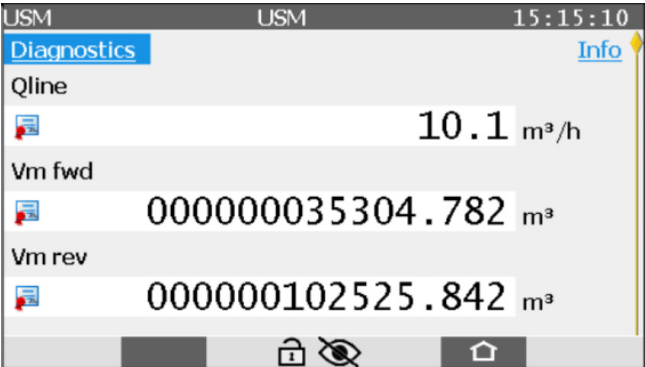 USM USM 15:15:10
Diagnostics Info
Qline
10.1 m³/h
Vm fwd
000000035304.782 m³
Vm rev
000000102525.842 m³